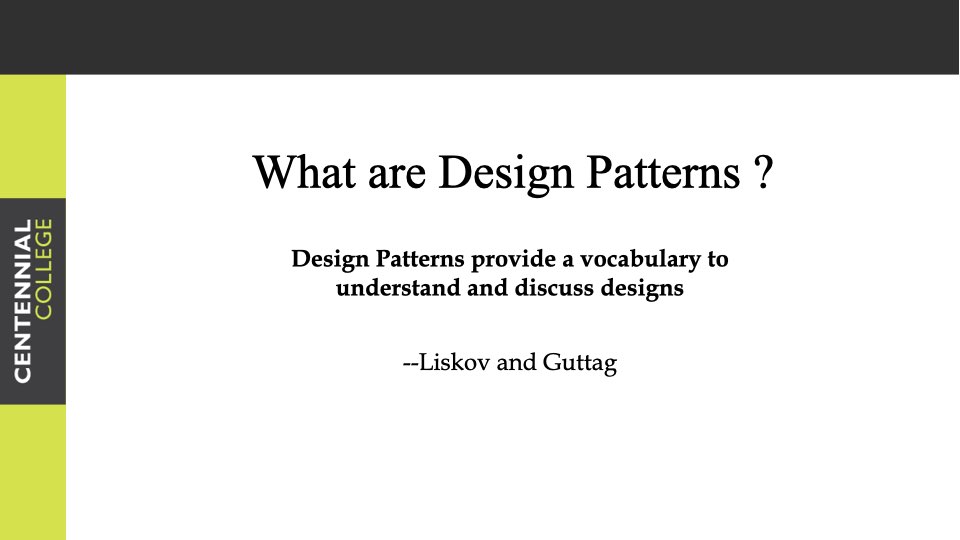 What are Design Patterns ?
Design Patterns provide a vocabulary to
understand and discuss designs
--Liskov and Guttag
CENTENNIAL
COLLEGE